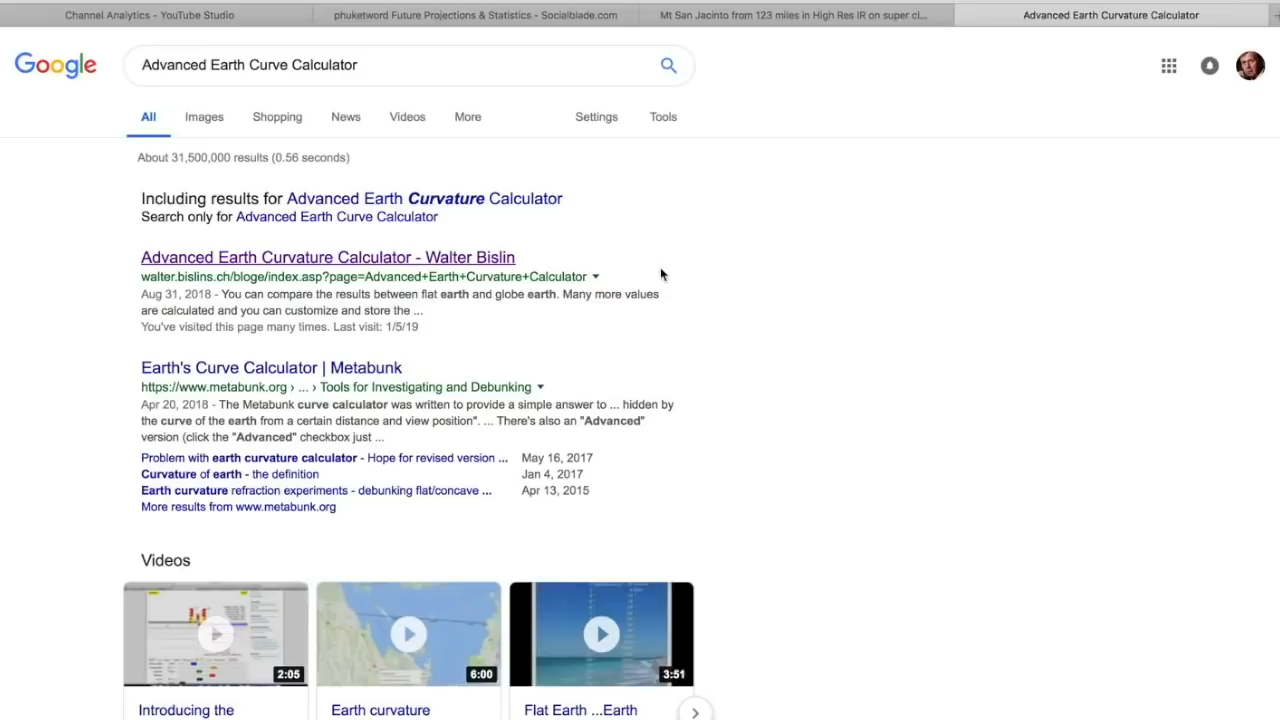 Channel Analytics - YouTube Studio
phuketword Future Projections & Statistics - Socialblade.com
Mt San Jacinto from 123 miles in High Res IR on super cl...
Advanced Earth Curvature Calculator
Google
Advanced Earth Curve Calculator
All Images Shopping News Videos More Settings Tools
About 31,500,000 results (0.56 seconds)
Including results for Advanced Earth Curvature Calculator
Search only for Advanced Earth Curve Calculator
Advanced Earth Curvature Calculator - Walter Bislin
walter.bislins.ch/bloge/index.asp?page=Advanced+Earth+Curvature+Calculator
Aug 31, 2018 - You can compare the results between flat earth and globe earth. Many more values
are calculated and you can customize and store the ...
You've visited this page many times. Last visit: 1/5/19
Earth's Curve Calculator | Metabunk
https://www.metabunk.org › ... › Tools for Investigating and Debunking
Apr 20, 2018 - The Metabunk curve calculator was written to provide a simple answer to ... hidden by
the curve of the earth from a certain distance and view position". ... There's also an "Advanced"
version (click the "Advanced" checkbox just ...
Problem with earth curvature calculator - Hope for revised version ... May 16, 2017
Curvature of earth - the definition Jan 4, 2017
Earth curvature refraction experiments - debunking flat/concave ... Apr 13, 2015
More results from www.metabunk.org
Videos
2:05
6:00
3:51
Introducing the
Earth curvature
Flat Earth ...Earth